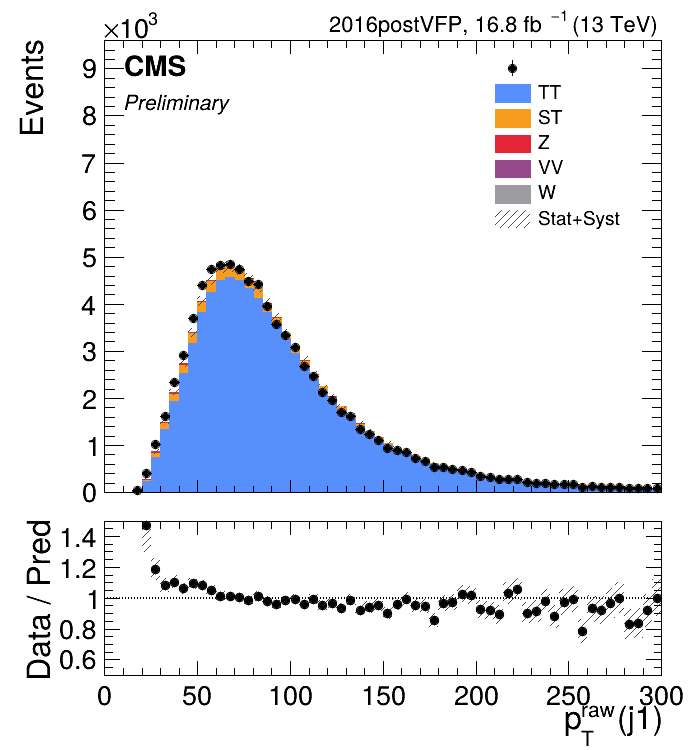 ×10³ 2016postVFP, 16.8 fb ⁻¹ (13 TeV)
CMS
Preliminary
Events
9
8
7
6
5
4
3
2
1
0
TT
ST
Z
VV
W
Stat+Syst
Data / Pred
1.4
1.2
1
0.8
0.6
0 50 100 150 200 250 300
p_T^raw(j1)